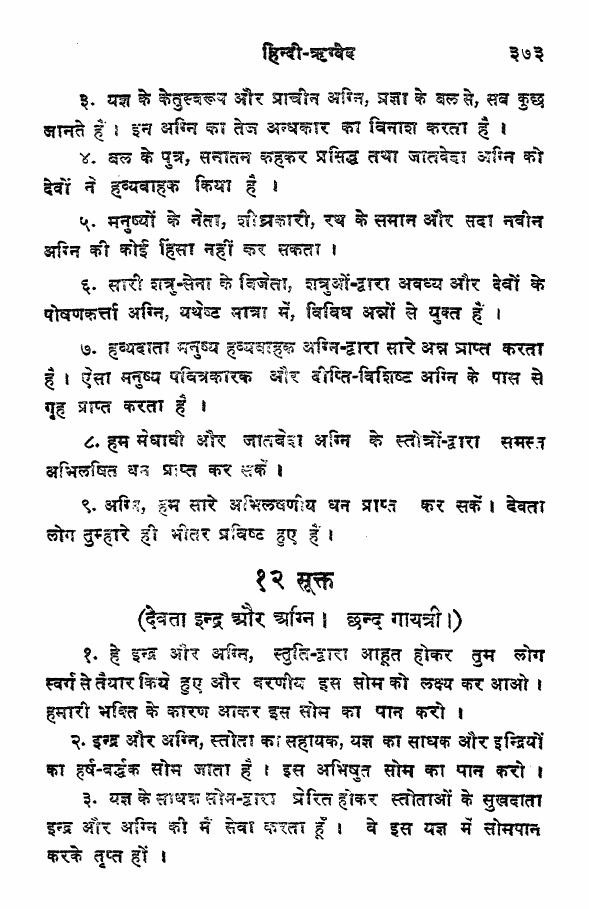 हिन्दी-ऋग्वेद ३७३
३. यज्ञ के केतुस्वरूप और प्राचीन अग्नि, प्रज्ञा के बल से, सब कुछ
जानते हैं । इन अग्नि का तेज अन्धकार का विनाश करता है ।
४. बल के पुत्र, सनातन कहकर प्रसिद्ध तथा जातवेदा अग्नि को
देवों ने हव्यवाहक किया है ।
५. मनुष्यों के नेता, शीघ्रकारी, रथ के समान और सदा नवीन
अग्नि की कोई हिंसा नहीं कर सकता ।
६. सारी शत्रु-सेना के विजेता, शत्रुओं-द्वारा अवध्य और देवों के
पोषणकर्त्ता अग्नि, यथेष्ट मात्रा में, विविध अन्नों से युक्त हैं ।
७. हव्यदाता मनुष्य हव्यवाहक अग्नि-द्वारा सारे अन्न प्राप्त करता
है । ऐसा मनुष्य पवित्रकारक और दीप्ति-विशिष्ट अग्नि के पास से
गृह प्राप्त करता है ।
८. हम मेधावी और जातवेदा अग्नि के स्तोत्रों-द्वारा समस्त
अभिलषित धन प्राप्त कर सकें ।
९. अग्नि, हम सारे अभिलषणीय धन प्राप्त कर सकें । देवता
लोग तुम्हारे ही भीतर प्रविष्ट हुए हैं ।
१२ सूक्त
(देवता इन्द्र और अग्नि । छन्द गायत्री ।)
१. हे इन्द्र और अग्नि, स्तुति-द्वारा आहूत होकर तुम लोग
स्वर्ग से तैयार किये हुए और वरणीय इस सोम को लक्ष्य कर आओ ।
हमारी भक्ति के कारण आकर इस सोम का पान करो ।
२. इन्द्र और अग्नि, स्तोता का सहायक, यज्ञ का साधक और इन्द्रियों
का हर्ष-वर्द्धक सोम जाता है । इस अभिषुत सोम का पान करो ।
३. यज्ञ के साधक सोम-द्वारा प्रेरित होकर स्तोताओं के सुखदाता
इन्द्र और अग्नि की मैं सेवा करता हूँ । वे इस यज्ञ में सोमपान
करके तृप्त हों ।